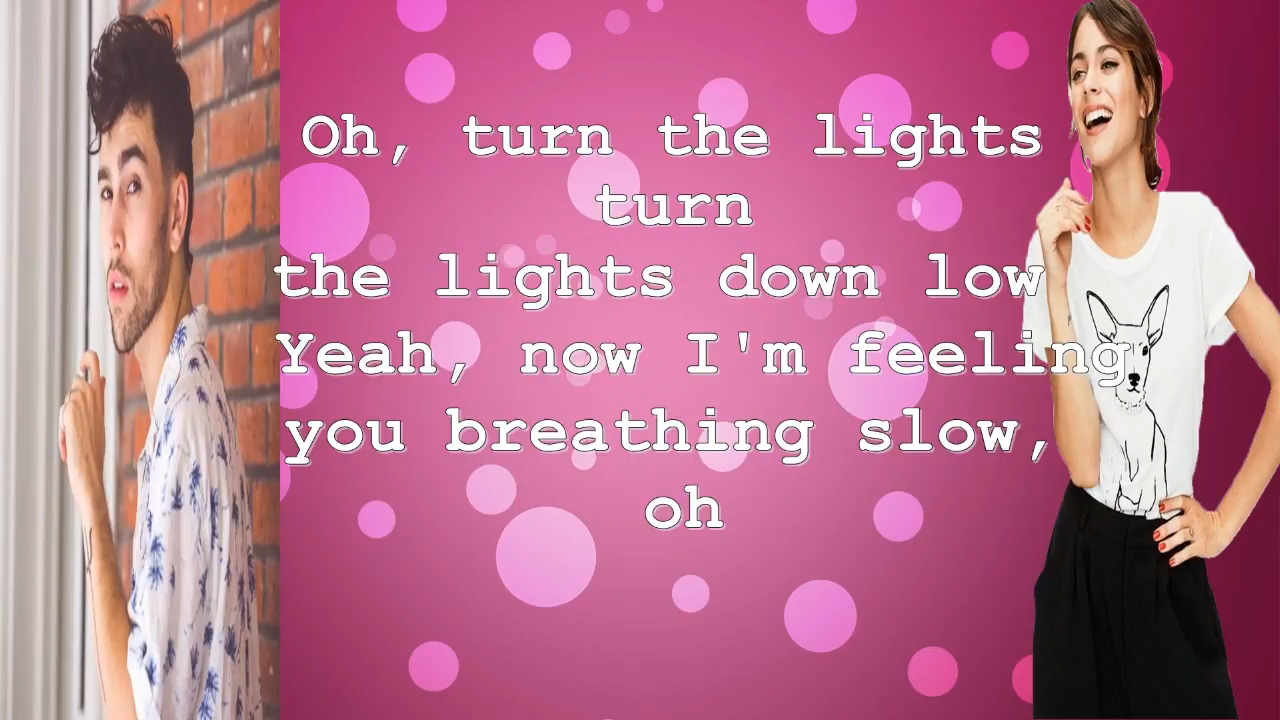 Oh, turn the lights
turn
the lights down low
Yeah, now I'm feeling
you breathing slow,
oh